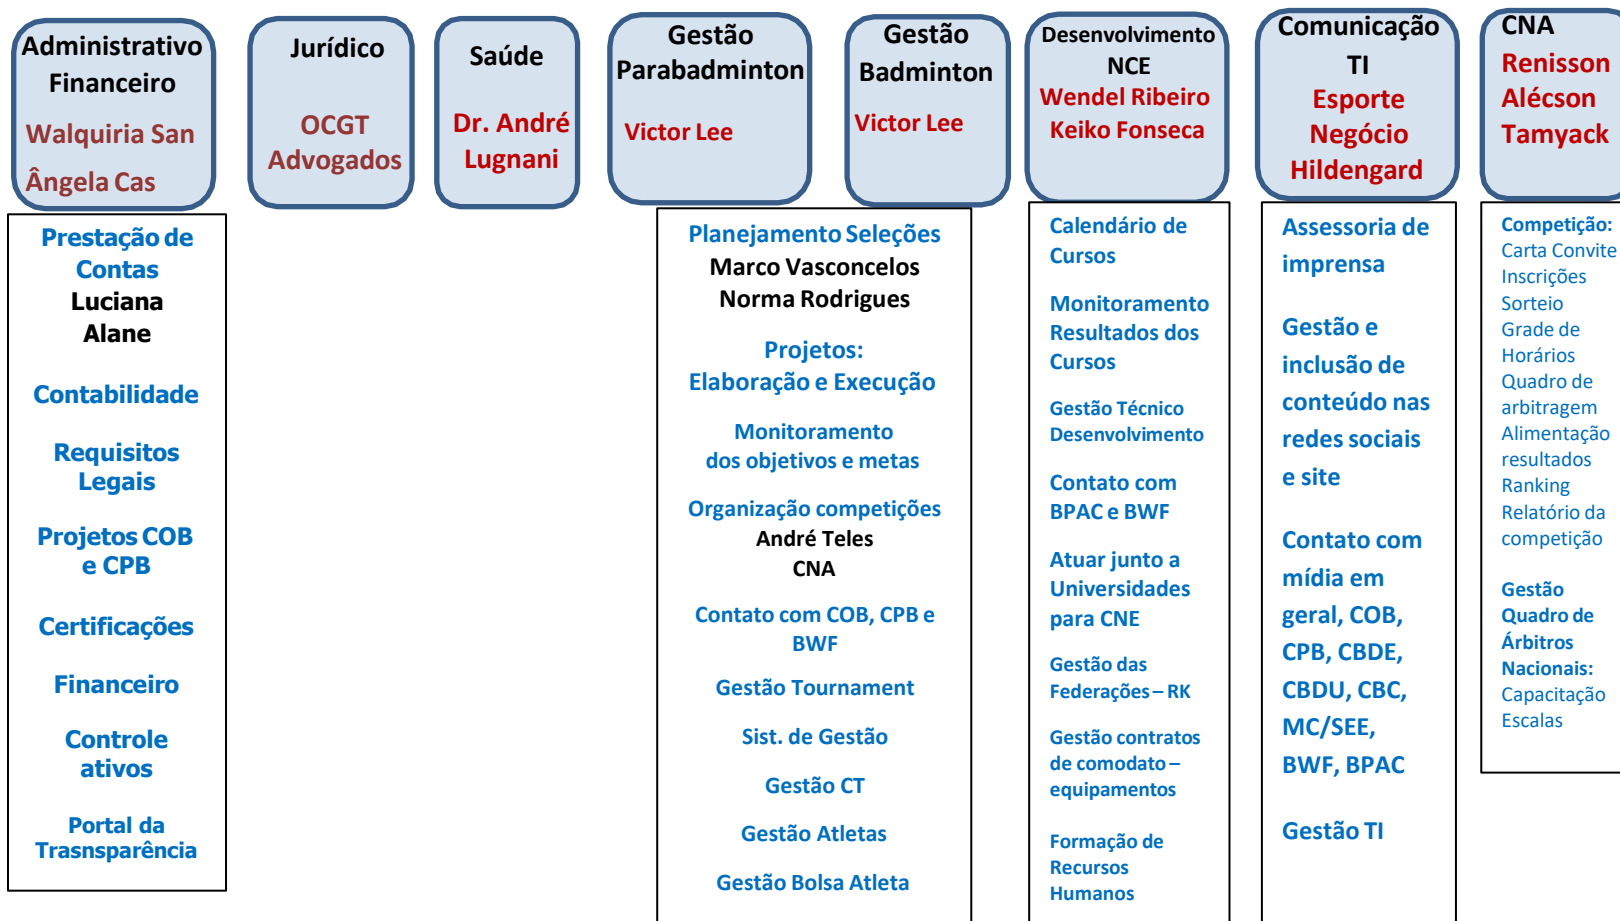 Administrativo
Financeiro
Walquiria San
Ângela Cas
Jurídico
OCGT
Advogados
Saúde
Dr. André
Lugnani
Gestão
Parabadminton
Victor Lee
Gestão
Badminton
Victor Lee
Desenvolvimento
NCE
Wendel Ribeiro
Keiko Fonseca
Comunicação
TI
Esporte
Negócio
Hildengard
CNA
Renisson
Alécson
Tamyack
Prestação de
Contas
Luciana
Alane
Contabilidade
Requisitos
Legais
Projetos COB
e CPB
Certificações
Financeiro
Controle
ativos
Portal da
Trasnsparência
Planejamento Seleções
Marco Vasconcelos
Norma Rodrigues
Projetos:
Elaboração e Execução
Monitoramento
dos objetivos e metas
Organização competições
André Teles
CNA
Contato com COB, CPB e
BWF
Gestão Tournament
Sist. de Gestão
Gestão CT
Gestão Atletas
Gestão Bolsa Atleta
Calendário de
Cursos
Monitoramento
Resultados dos
Cursos
Gestão Técnico
Desenvolvimento
Contato com
BPAC e BWF
Atuar junto a
Universidades
para CNE
Gestão das
Federações – RK
Gestão contratos
de comodato –
equipamentos
Formação de
Recursos
Humanos
Assessoria de
imprensa
Gestão e
inclusão de
conteúdo nas
redes sociais
e site
Contato com
mídia em
geral, COB,
CPB, CBDE,
CBDU, CBC,
MC/SEE,
BWF, BPAC
Gestão TI
Competição:
Carta Convite
Inscrições
Sorteio
Grade de
Horários
Quadro de
arbitragem
Alimentação
resultados
Ranking
Relatório da
competição
Gestão
Quadro de
Árbitros
Nacionais:
Capacitação
Escalas